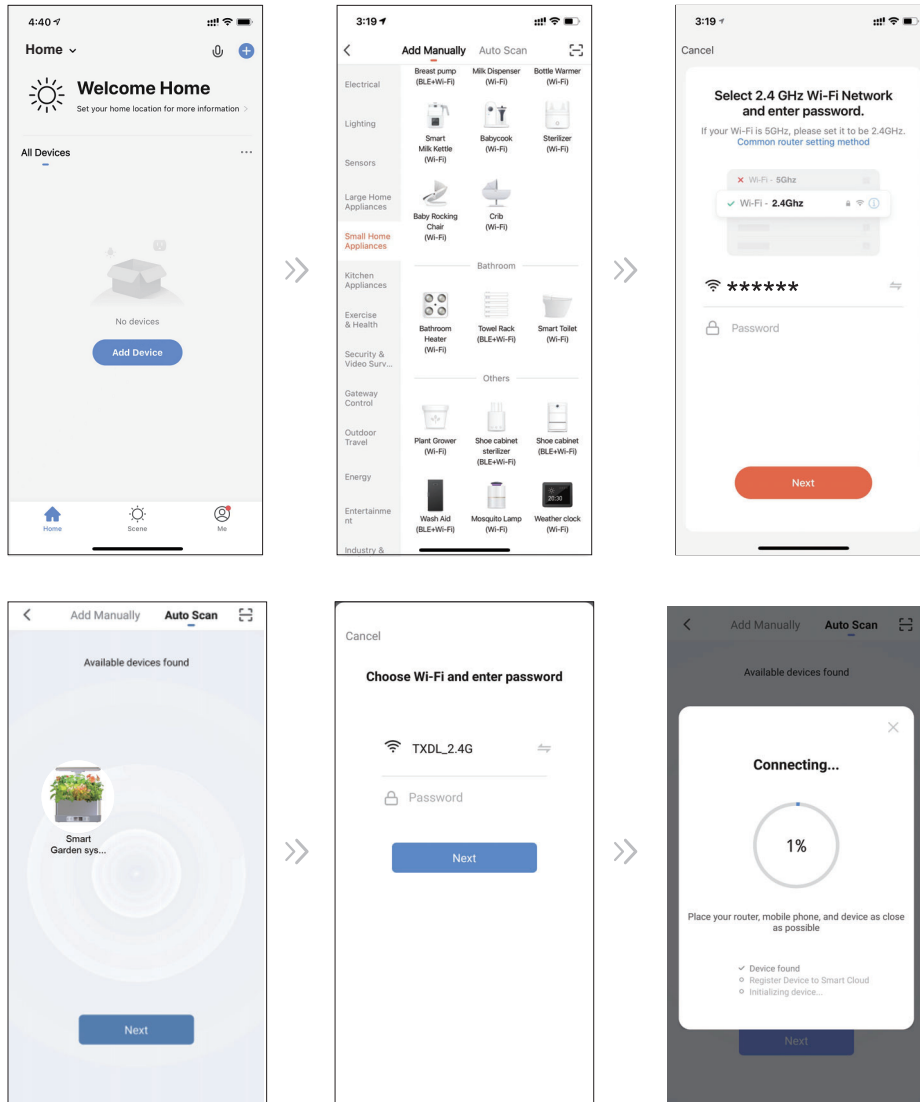 4:40
Home
Welcome Home
Set your home location for more information >
All Devices
...
No devices
Add Device
Home
Scene
Me
3:19
Add Manually
Auto Scan
Electrical
Lighting
Sensors
Large Home
Appliances
Small Home
Appliances
Kitchen
Appliances
Exercise
& Health
Security &
Video Surv...
Gateway
Control
Outdoor
Travel
Energy
Entertainme
nt
Industry &
Breast pump
(BLE+Wi-Fi)
Milk Dispenser
(Wi-Fi)
Bottle Warmer
(Wi-Fi)
Smart
Milk Kettle
(Wi-Fi)
Babycook
(Wi-Fi)
Sterilizer
(Wi-Fi)
Baby Rocking
Chair
(Wi-Fi)
Crib
(Wi-Fi)
Bathroom
Bathroom
Heater
(Wi-Fi)
Towel Rack
(BLE+Wi-Fi)
Smart Toilet
(Wi-Fi)
Others
Plant Grower
(Wi-Fi)
Shoe cabinet
sterilizer
(BLE+Wi-Fi)
Shoe cabinet
(BLE+Wi-Fi)
20:30
Wash Aid
(BLE+Wi-Fi)
Mosquito Lamp
(Wi-Fi)
Weather clock
(Wi-Fi)
3:19
Cancel
Select 2.4 GHz Wi-Fi Network
and enter password.
If your Wi-Fi is 5GHz, please set it to be 2.4GHz.
Common router setting method
Wi-Fi - 5Ghz
Wi-Fi - 2.4Ghz
******
Password
Next
Add Manually
Auto Scan
Available devices found
Smart
Garden sys...
Next
Cancel
Choose Wi-Fi and enter password
TXDL_2.4G
Password
Next
Add Manually
Auto Scan
Available devices found
Connecting...
1%
Place your router, mobile phone, and device as close
as possible
Device found
Register Device to Smart Cloud
Initializing device...
Next